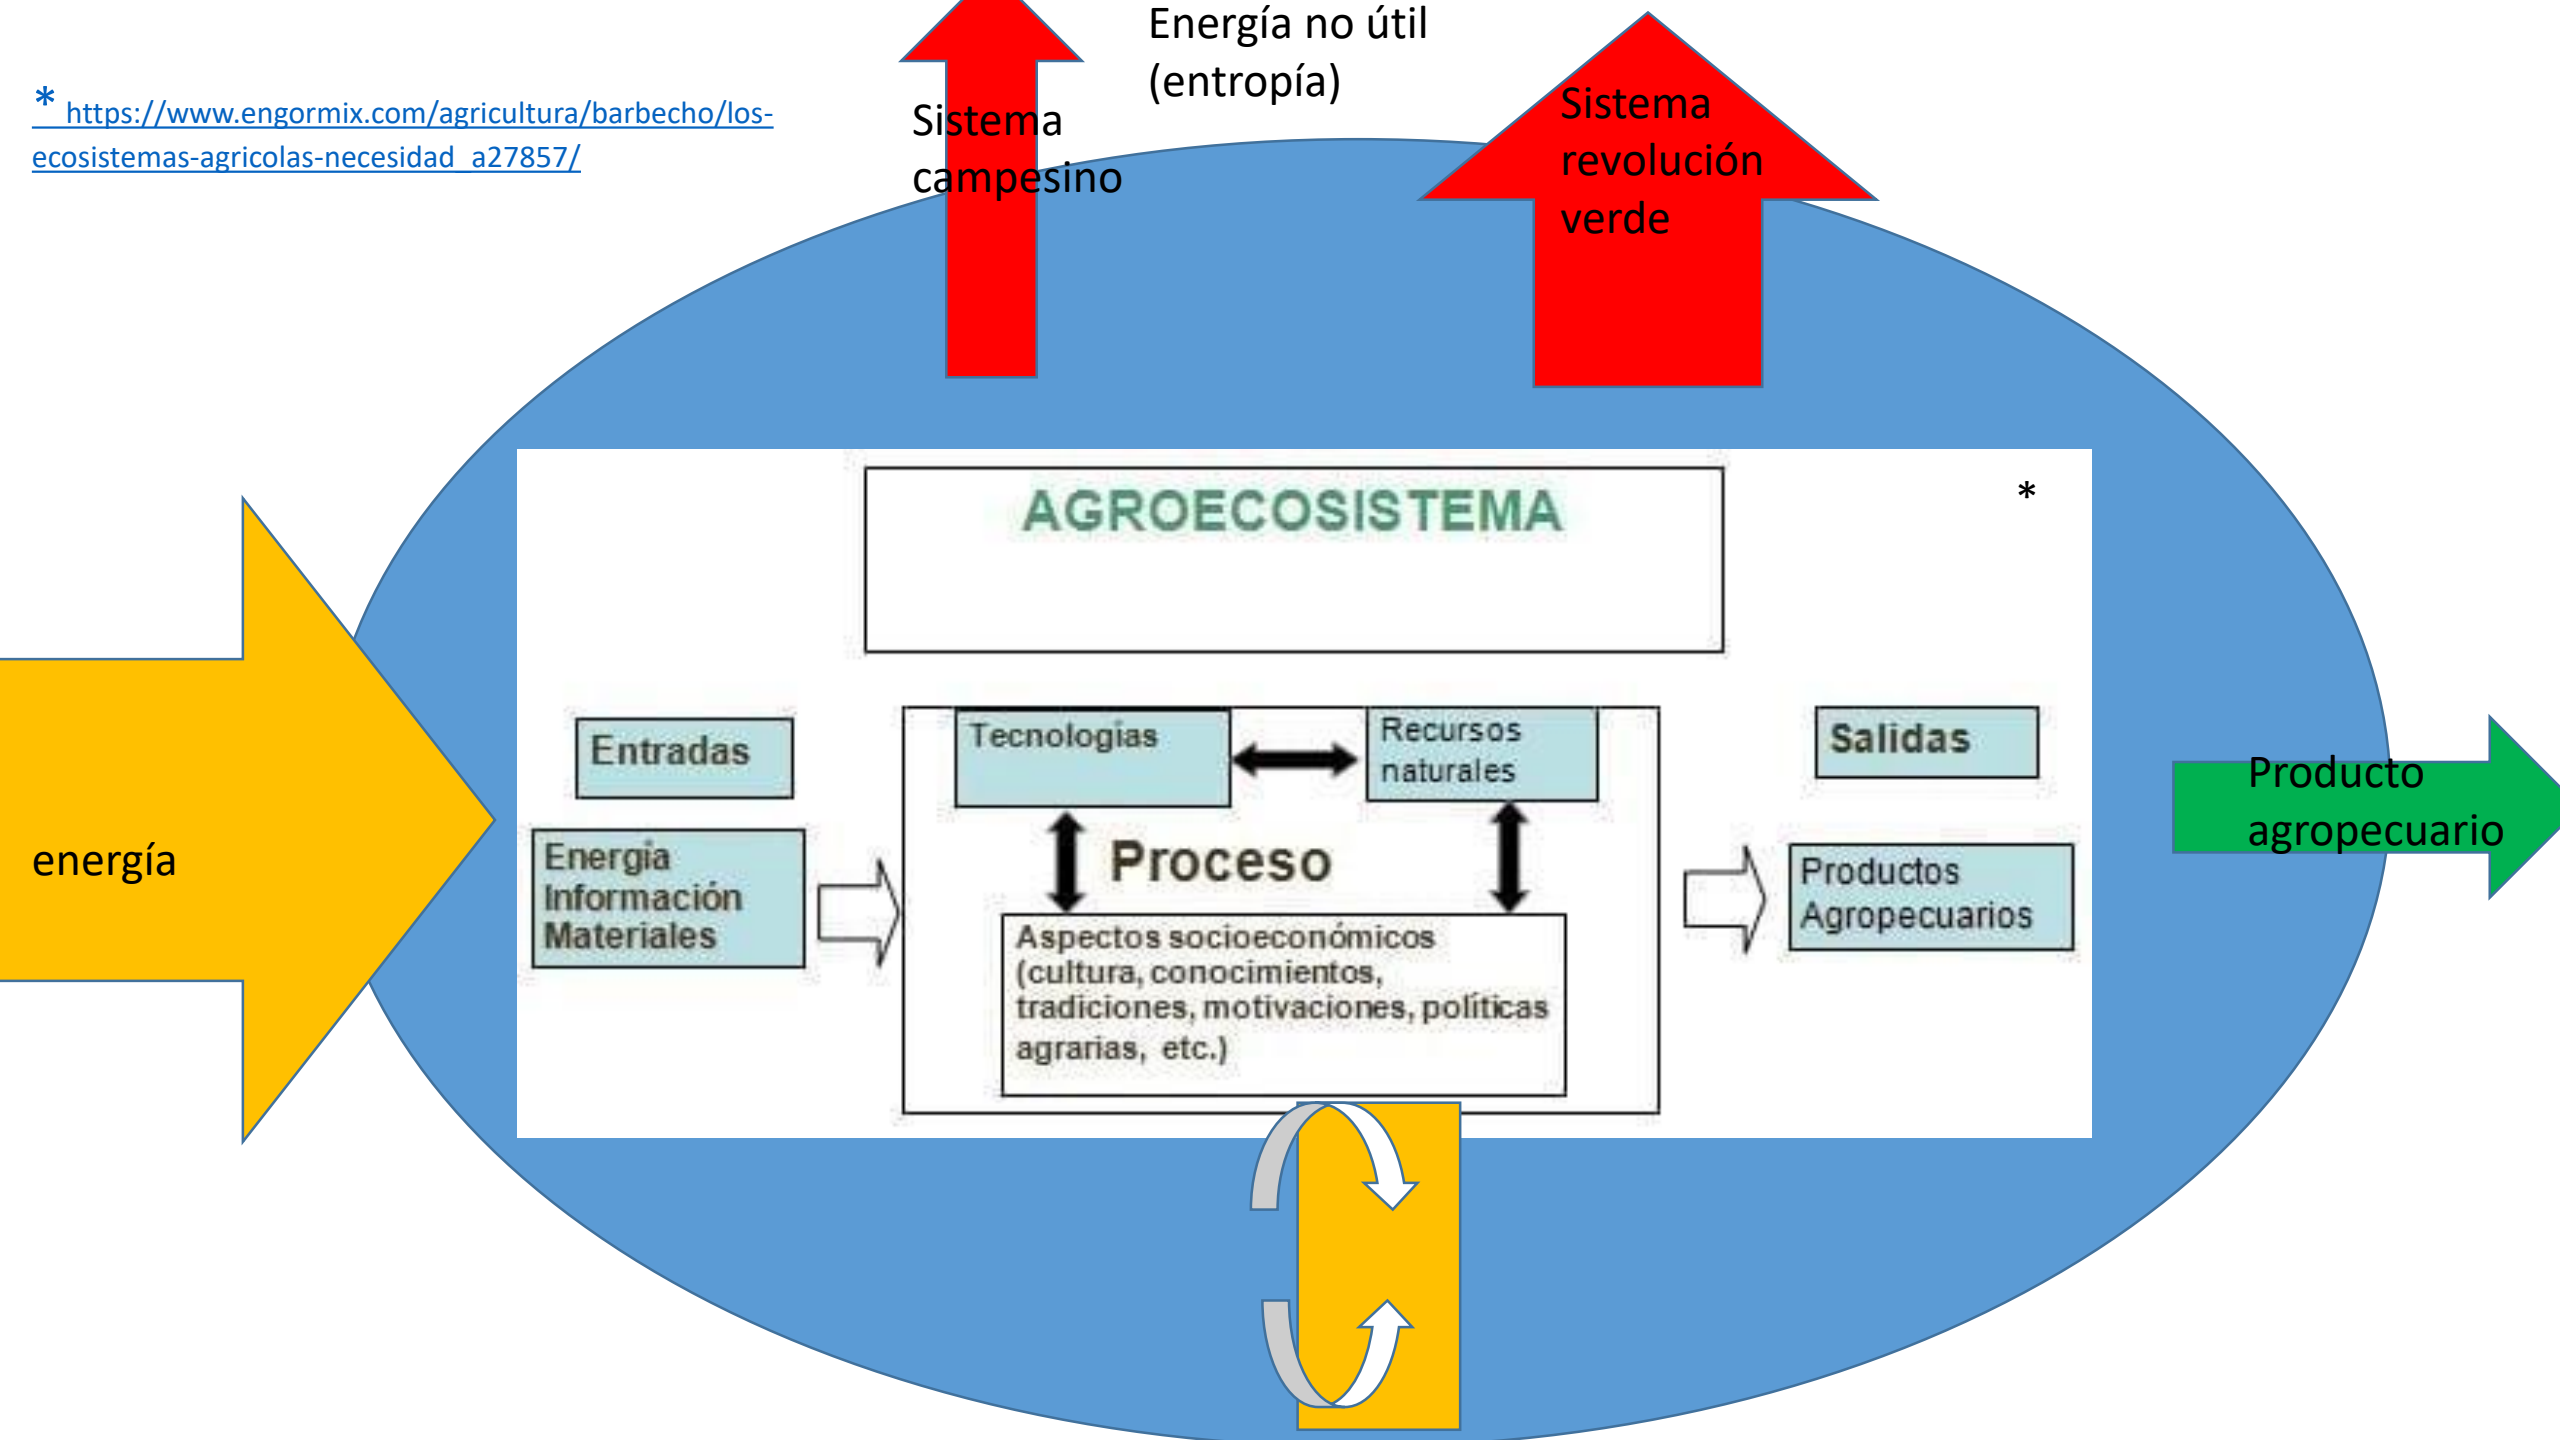 Energía no útil
(entropía)
* https://www.engormix.com/agricultura/barbecho/los-
ecosistemas-agricolas-necesidad_a27857/
Sistema
campesino
Sistema
revolución
verde
AGROECOSISTEMA
*
Entradas
Tecnologias
Recursos
naturales
Salidas
energía
Energia
Información
Materiales
Proceso
Aspectos socioeconómicos
(cultura, conocimientos,
tradiciones, motivaciones, políticas
agrarias, etc.)
Productos
Agropecuarios
Producto
agropecuario